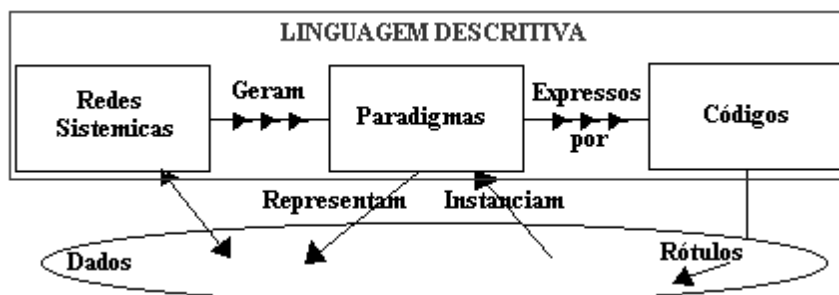 LINGUAGEM DESCRITIVA
Redes
Sistemicas
Geram
Paradigmas
Expressos
por
Códigos
Representam
Instanciam
Dados
Rótulos